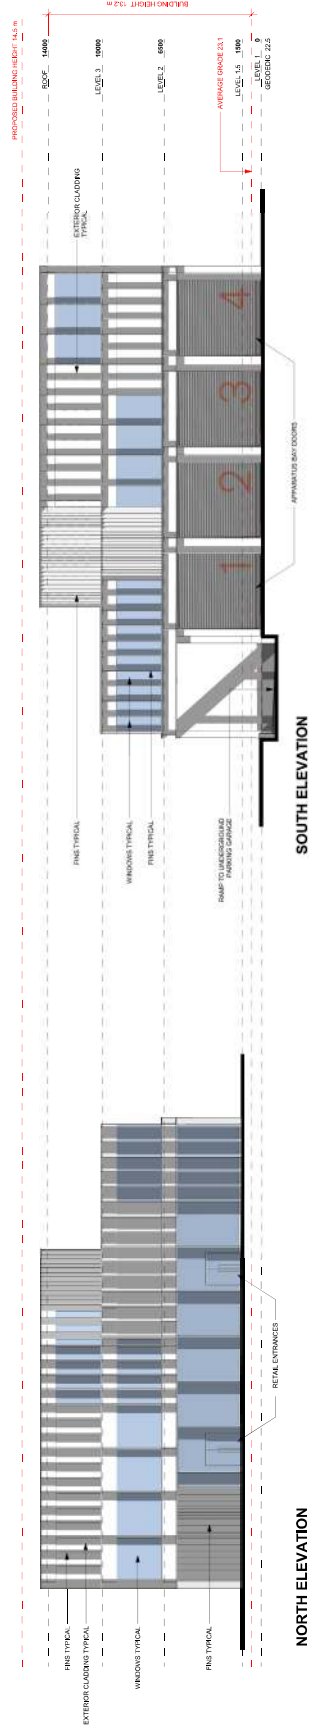 PROPOSED BUILDING HEIGHT 14.5 m
BUILDING HEIGHT 13.2 m
ROOF 14000
LEVEL 3 10000
LEVEL 2 6500
AVERAGE GRADE 23.1
LEVEL 1.5 1500
LEVEL 1 0
GEODEDIC 22.5
EXTERIOR CLADDING
TYPICAL
1
2
3
4
APPARATUS BAY DOORS
FINS TYPICAL
WINDOWS TYPICAL
FINS TYPICAL
RAMP TO UNDERGROUND
PARKING GARAGE
SOUTH ELEVATION
RETAIL ENTRANCES
FINS TYPICAL
EXTERIOR CLADDING TYPICAL
WINDOWS TYPICAL
FINS TYPICAL
NORTH ELEVATION